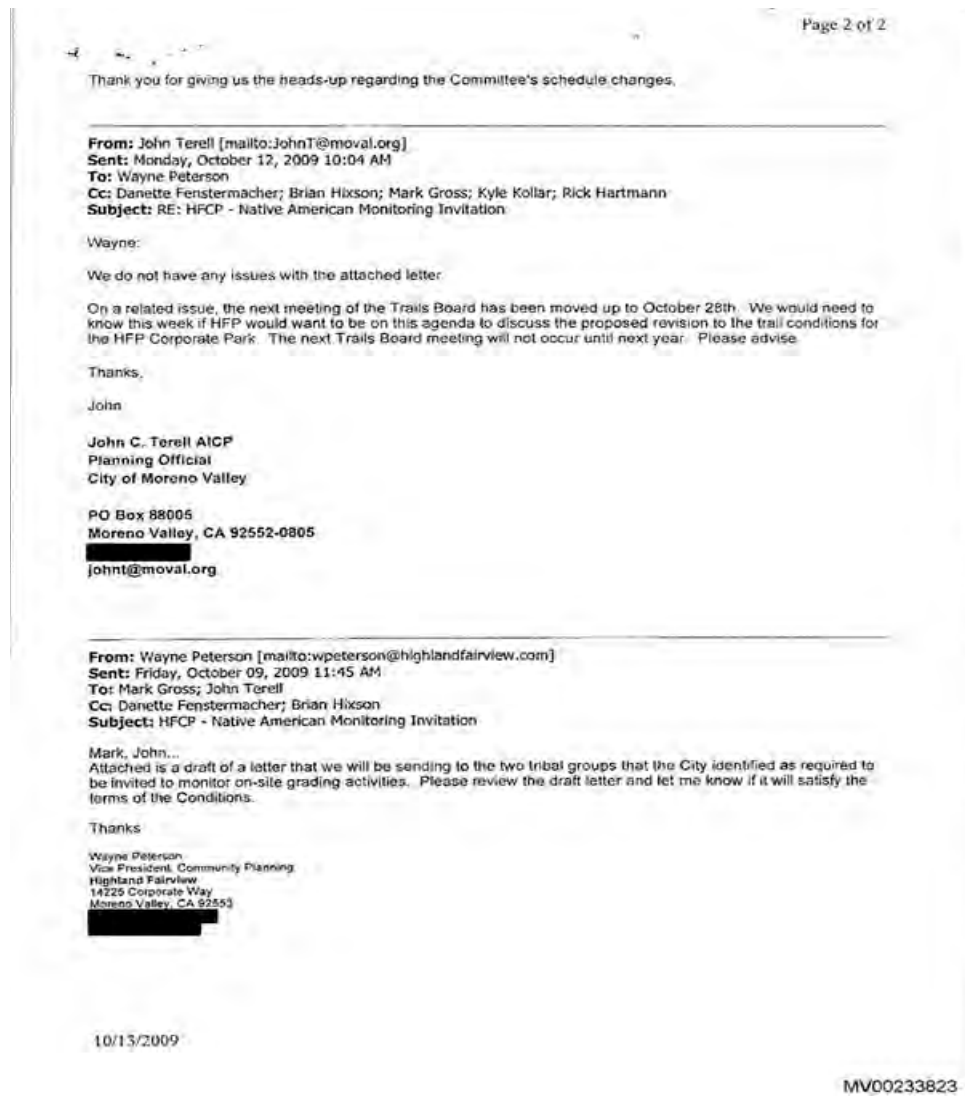 Page 2 of 2
Thank you for giving us the heads-up regarding the Committee's schedule changes.
From: John Terell [mailto:JohnT@moval.org]
Sent: Monday, October 12, 2009 10:04 AM
To: Wayne Peterson
Cc: Danette Fenstermacher; Brian Hixson; Mark Gross; Kyle Kollar; Rick Hartmann
Subject: RE: HFCP - Native American Monitoring Invitation
Wayne:
We do not have any issues with the attached letter
On a related issue, the next meeting of the Trails Board has been moved up to October 28th. We would need to
know this week if HFP would want to be on this agenda to discuss the proposed revision to the trail conditions for
the HFP Corporate Park. The next Trails Board meeting will not occur until next year. Please advise
Thanks,
John
John C. Terell AICP
Planning Official
City of Moreno Valley
PO Box 88005
Moreno Valley, CA 92552-0805
johnt@moval.org
From: Wayne Peterson [mailto:wpeterson@highlandfairview.com]
Sent: Friday, October 09, 2009 11:45 AM
To: Mark Gross; John Terell
Cc: Danette Fenstermacher; Brian Hixson
Subject: HFCP - Native American Monitoring Invitation
Mark, John...
Attached is a draft of a letter that we will be sending to the two tribal groups that the City identified as required to
be invited to monitor on-site grading activities. Please review the draft letter and let me know if it will satisfy the
terms of the Conditions.
Thanks
Wayne Peterson
Vice President, Community Planning
Highland Fairview
14225 Corporate Way
Moreno Valley, CA 92553
10/13/2009
MV00233823